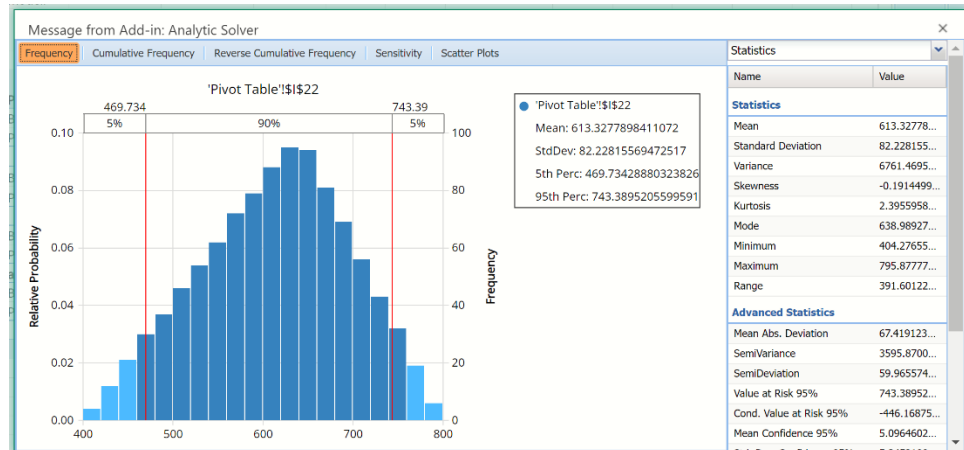 Message from Add-in: Analytic Solver
Frequency Cumulative Frequency Reverse Cumulative Frequency Sensitivity Scatter Plots
'Pivot Table'!$I$22
469.734 743.39
5% 90% 5%
0.10 100
0.08 80
0.06 60
0.04 40
0.02 20
0.00 0
400 500 600 700 800
Relative Probability
Frequency
'Pivot Table'!$I$22
Mean: 613.3277898411072
StdDev: 82.22815569472517
5th Perc: 469.73428880323826
95th Perc: 743.3895205599591
Statistics
Name Value
Statistics
Mean 613.32778...
Standard Deviation 82.228155...
Variance 6761.4695...
Skewness -0.1914499...
Kurtosis 2.3955958...
Mode 638.98927...
Minimum 404.27655...
Maximum 795.87777...
Range 391.60122...
Advanced Statistics
Mean Abs. Deviation 67.419123...
SemiVariance 3595.8700...
SemiDeviation 59.965574...
Value at Risk 95% 743.38952...
Cond. Value at Risk 95% -446.16875...
Mean Confidence 95% 5.0964602...